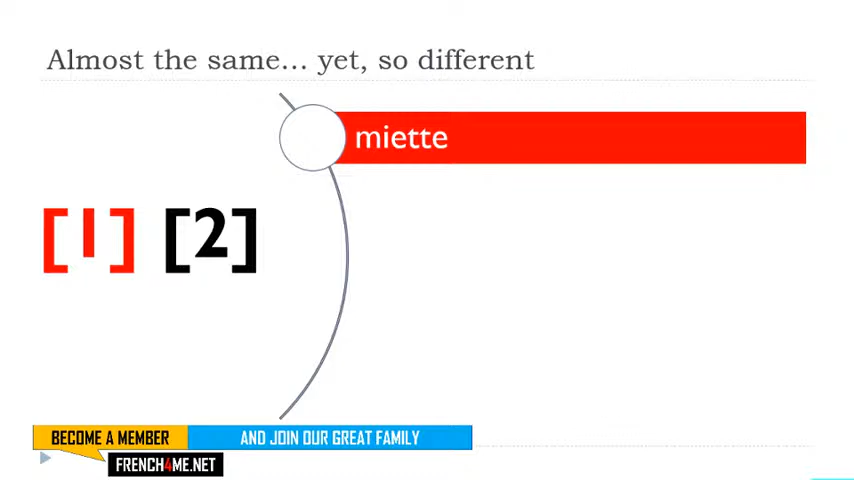 Almost the same... yet, so different
miette
[1] [2]
BECOME A MEMBER
AND JOIN OUR GREAT FAMILY
FRENCH4ME.NET